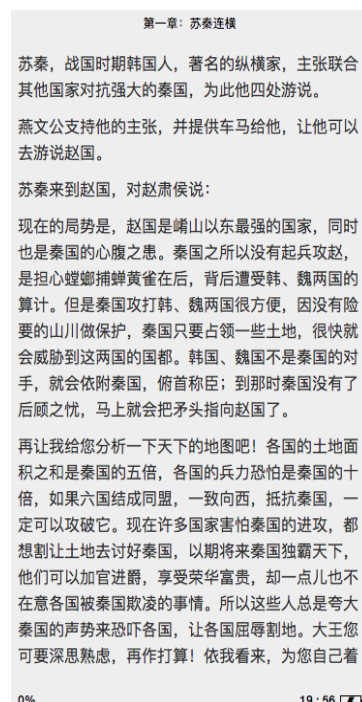 第一章：苏秦连横
苏秦，战国时期韩国人，著名的纵横家，主张联合
其他国家对抗强大的秦国，为此他四处游说。
燕文公支持他的主张，并提供车马给他，让他可以
去游说赵国。
苏秦来到赵国，对赵肃侯说：
现在的局势是，赵国是崤山以东最强的国家，同时
也是秦国的心腹之患。秦国之所以没有起兵攻赵，
是担心螳螂捕蝉黄雀在后，背后遭受韩、魏两国的
算计。但是秦国攻打韩、魏两国很方便，因没有险
要的山川做保护，秦国只要占领一些土地，很快就
会威胁到这两国的国都。韩国、魏国不是秦国的对
手，就会依附秦国，俯首称臣；到那时秦国没有了
后顾之忧，马上就会把矛头指向赵国了。
再让我给您分析一下天下的地图吧！各国的土地面
积之和是秦国的五倍，各国的兵力恐怕是秦国的十
倍，如果六国结成同盟，一致向西，抵抗秦国，一
定可以攻破它。现在许多国家害怕秦国的进攻，都
想割让土地去讨好秦国，以期将来秦国独霸天下，
他们可以加官进爵，享受荣华富贵，却一点儿也不
在意各国被秦国欺凌的事情。所以这些人总是夸大
秦国的声势来恐吓各国，让各国屈辱割地。大王您
可要深思熟虑，再作打算！依我看来，为您自己着
0% 19:56